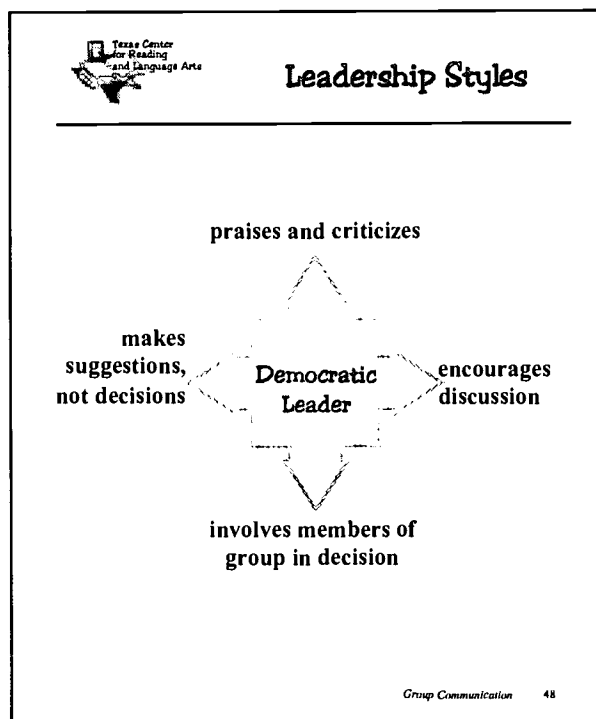 Texas Center
for Reading
and Language Arts
Leadership Styles
praises and criticizes
makes
suggestions,
not decisions
Democratic
Leader
encourages
discussion
involves members of
group in decision
Group Communication 48